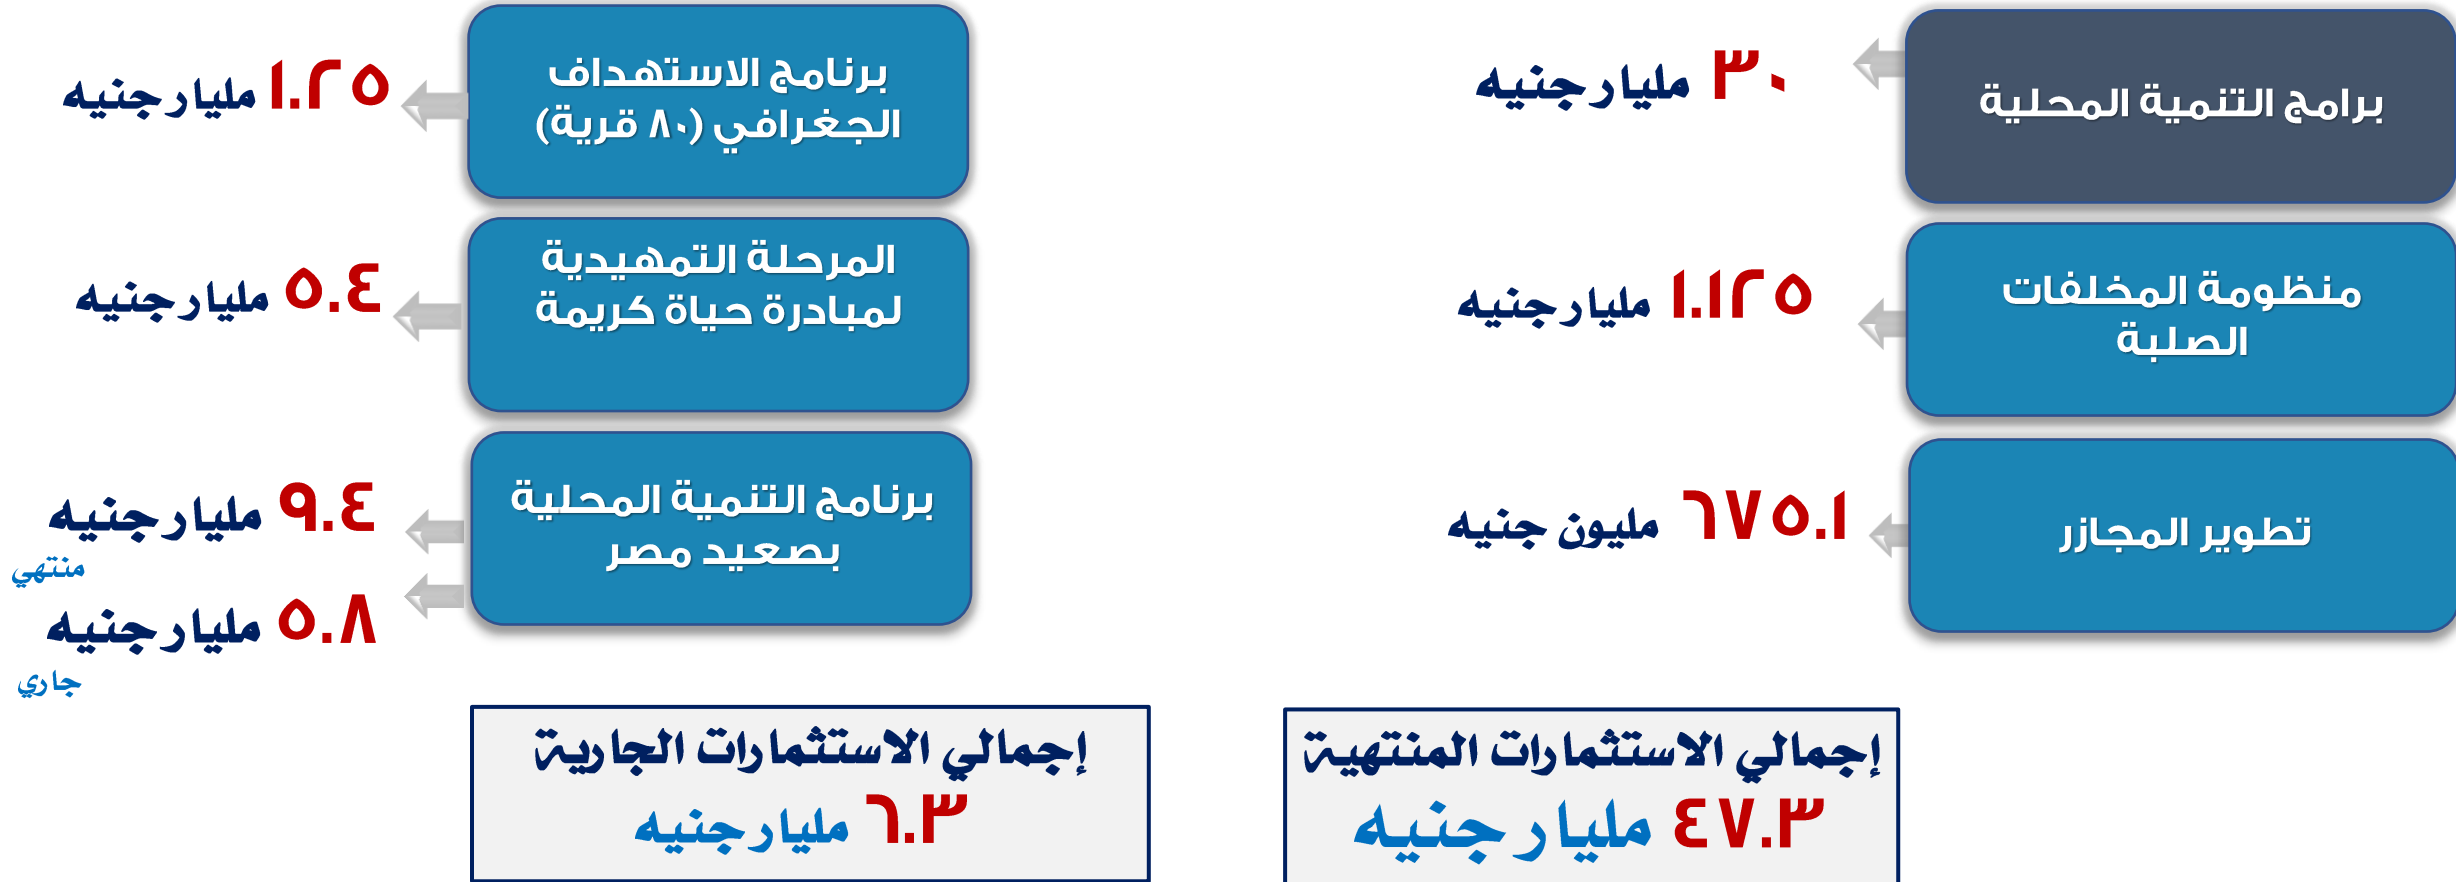 برامج التنمية المحلية
٣٠ مليار جنيه
منظومة المخلفات
الصلبة
١.١٢٥ مليار جنيه
تطوير المجازر
٦٧٥.١ مليون جنيه
برنامج الاستهداف
الجغرافي (٨٠ قرية)
١.٢٥ مليار جنيه
المرحلة التمهيدية
لمبادرة حياة كريمة
٥.٤ مليار جنيه
برنامج التنمية المحلية
بصعيد مصر
٩.٤ مليار جنيه
منتهي
٥.٨ مليار جنيه
جاري
إجمالي الاستثمارات المنتهية
٤٧.٣ مليار جنيه
إجمالي الاستثمارات الجارية
٦.٣ مليار جنيه